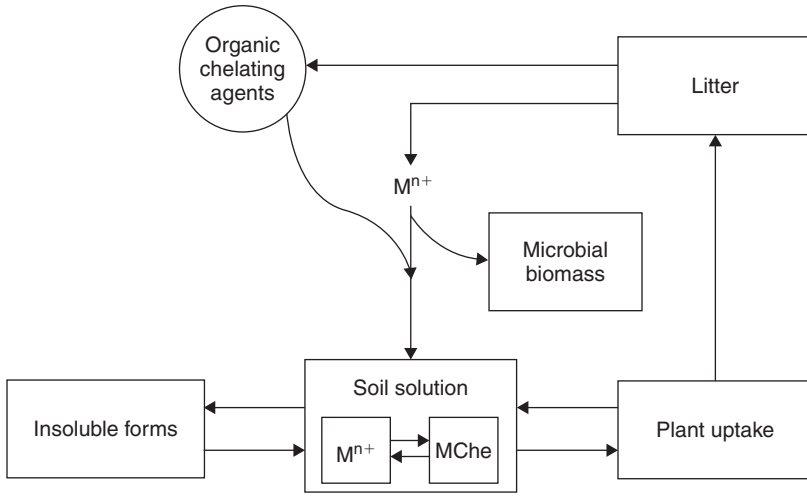 Organic
chelating
agents
Litter
Mⁿ⁺
Microbial
biomass
Soil solution
Insoluble forms
Mⁿ⁺
MChe
Plant uptake